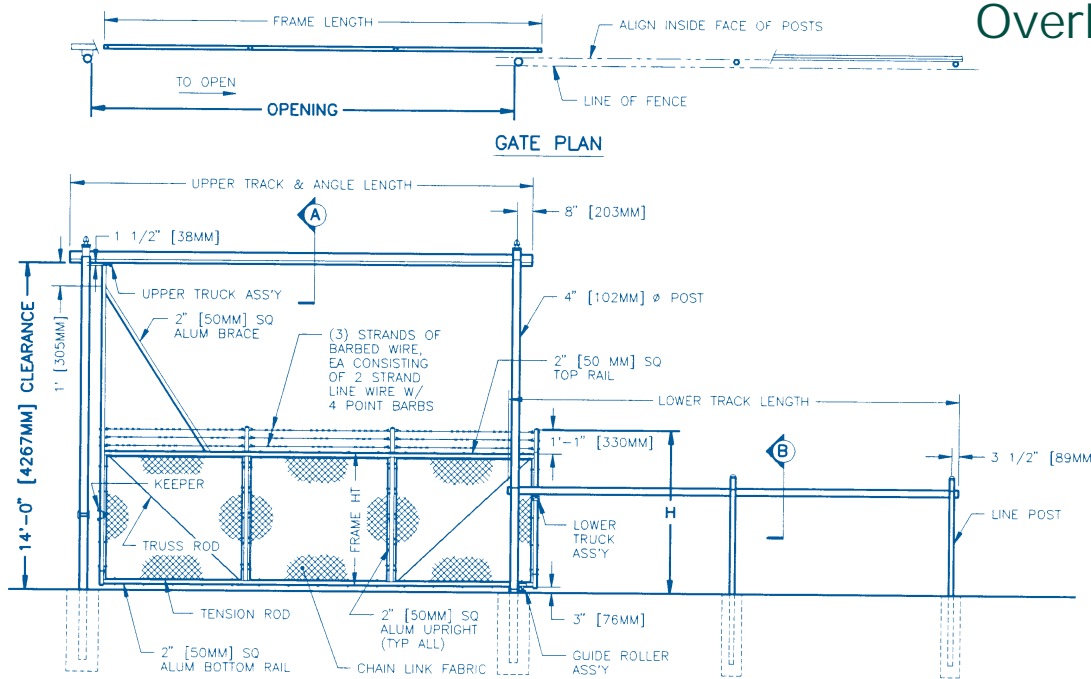 Overl
FRAME LENGTH
ALIGN INSIDE FACE OF POSTS
TO OPEN
OPENING
LINE OF FENCE
GATE PLAN
UPPER TRACK & ANGLE LENGTH
A
8" [203MM]
1 1/2" [38MM]
UPPER TRUCK ASS'Y
4" [102MM] ø POST
2" [50MM] SQ
ALUM BRACE
14'-0" [4267MM] CLEARANCE
1' [305MM]
(3) STRANDS OF
BARBED WIRE,
EA CONSISTING
OF 2 STRAND
LINE WIRE W/
4 POINT BARBS
2" [50 MM] SQ
TOP RAIL
LOWER TRACK LENGTH
1'-1" [330MM]
B
3 1/2" [89MM
KEEPER
FRAME HT
H
LINE POST
LOWER
TRUCK
ASS'Y
TRUSS ROD
TENSION ROD
2" [50MM] SQ
ALUM UPRIGHT
(TYP ALL)
3" [76MM]
2" [50MM] SQ
ALUM BOTTOM RAIL
CHAIN LINK FABRIC
GUIDE ROLLER
ASS'Y